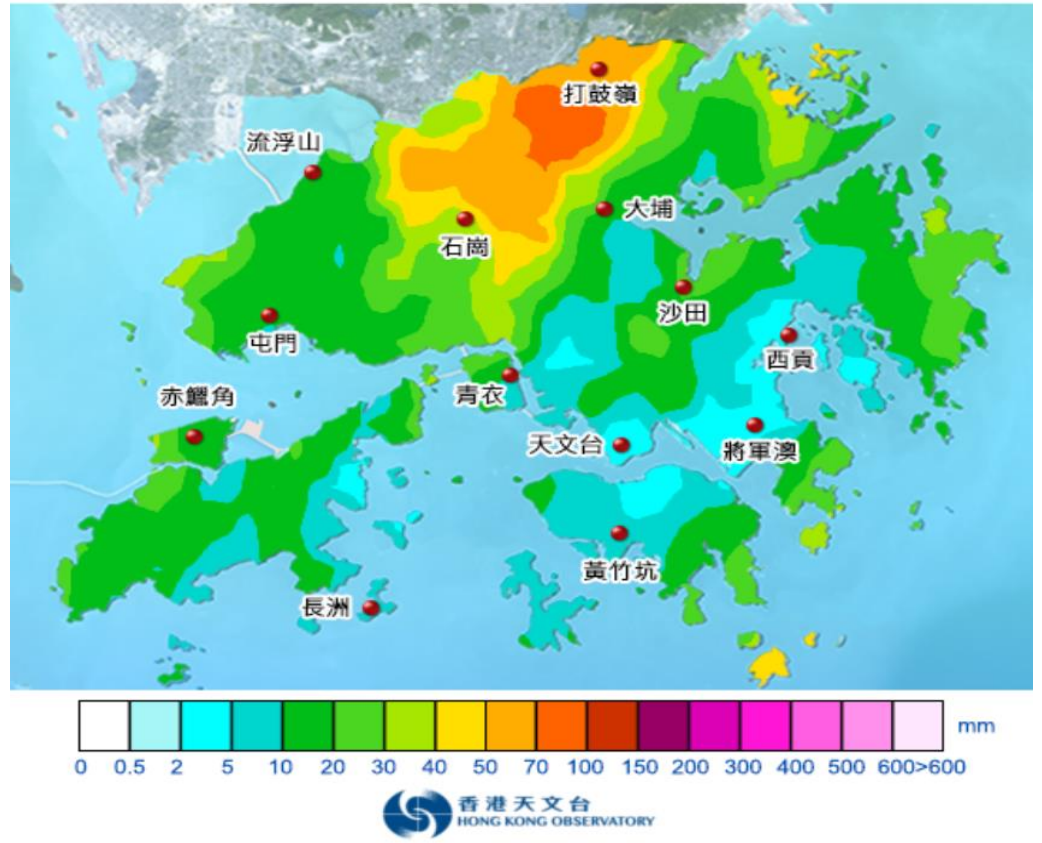 打鼓嶺
流浮山
大埔
石崗
沙田
屯門
西貢
青衣
赤鱲角
天文台
將軍澳
黃竹坑
長洲
mm
0 0.5 2 5 10 20 30 40 50 70 100 150 200 300 400 500 600>600
香港天文台
HONG KONG OBSERVATORY